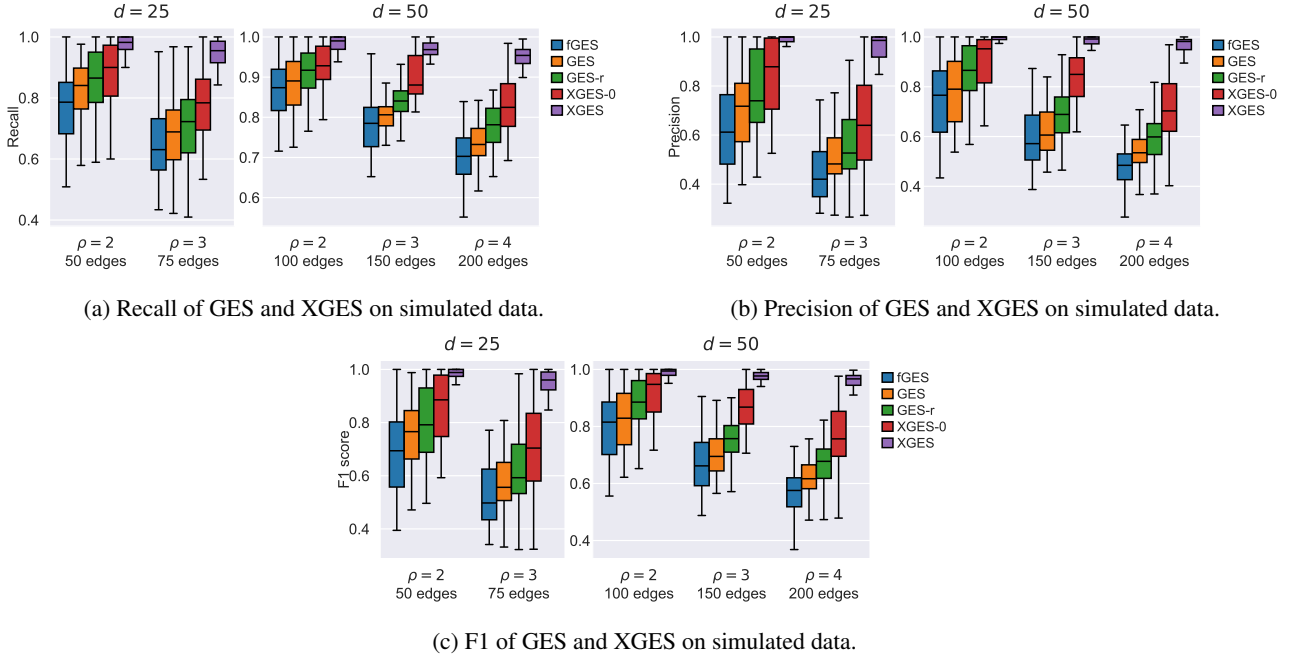 d = 25
d = 50
1.0
0.8
0.6
0.4
Recall
1.0
0.9
0.8
0.7
0.6
fGES
GES
GES-r
XGES-0
XGES
ρ = 2
50 edges
ρ = 3
75 edges
ρ = 2
100 edges
ρ = 3
150 edges
ρ = 4
200 edges
(a) Recall of GES and XGES on simulated data.
d = 25
d = 50
1.0
0.8
0.6
0.4
Precision
1.0
0.8
0.6
0.4
fGES
GES
GES-r
XGES-0
XGES
ρ = 2
50 edges
ρ = 3
75 edges
ρ = 2
100 edges
ρ = 3
150 edges
ρ = 4
200 edges
(b) Precision of GES and XGES on simulated data.
d = 25
d = 50
1.0
0.8
0.6
0.4
F1 score
1.0
0.8
0.6
0.4
fGES
GES
GES-r
XGES-0
XGES
ρ = 2
50 edges
ρ = 3
75 edges
ρ = 2
100 edges
ρ = 3
150 edges
ρ = 4
200 edges
(c) F1 of GES and XGES on simulated data.